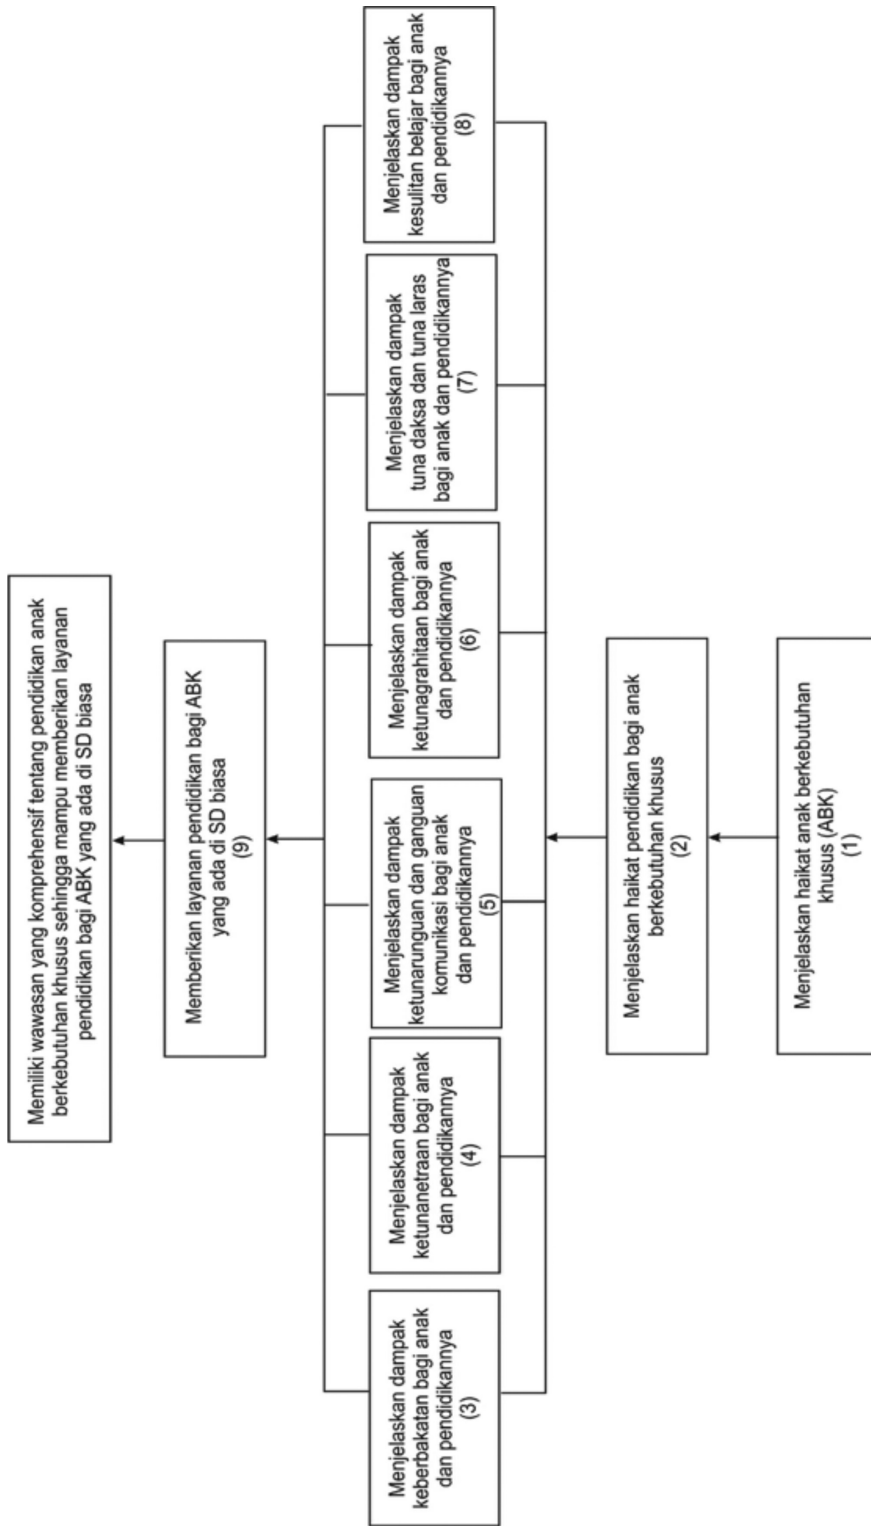 Memiliki wawasan yang komprehensif tentang pendidikan anak
berkebutuhan khusus sehingga mampu memberikan layanan
pendidikan bagi ABK yang ada di SD biasa
Memberikan layanan pendidikan bagi ABK
yang ada di SD biasa
(9)
Menjelaskan dampak
keberbakatan bagi anak
dan pendidikannya
(3)
Menjelaskan dampak
ketunanetraan bagi anak
dan pendidikannya
(4)
Menjelaskan dampak
ketunarunguan dan ganguan
komunikasi bagi anak
dan pendidikannya
(5)
Menjelaskan dampak
ketunagrahitaan bagi anak
dan pendidikannya
(6)
Menjelaskan dampak
tuna daksa dan tuna laras
bagi anak dan pendidikannya
(7)
Menjelaskan dampak
kesulitan belajar bagi anak
dan pendidikannya
(8)
Menjelaskan haikat pendidikan bagi anak
berkebutuhan khusus
(2)
Menjelaskan haikat anak berkebutuhan
khusus (ABK)
(1)